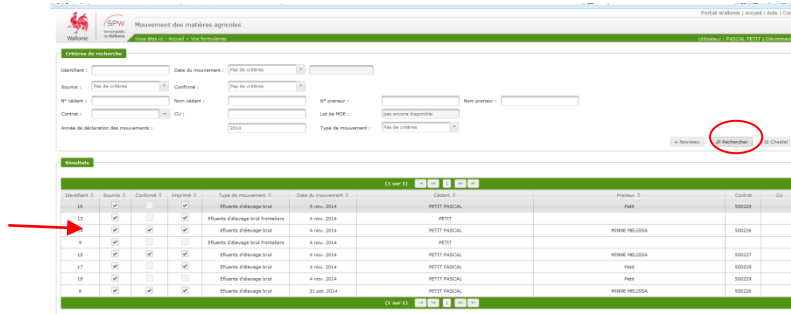 Portail Wallonie | Accueil | Aide | Con
Wallonie
SPW
Service public
de Wallonie
Mouvement des matières agricoles
Vous êtes ici : Accueil > Vos formulaires
Utilisateur : PASCAL PETIT | Déconnexi
Critères de recherche
Identifiant : Date du mouvement : Pas de critères
Soumis : Pas de critères Confirmé : Pas de critères
N° cédant : Nom cédant : N° preneur : Nom preneur :
Contrat : CU : Lot de MOE : pas encore disponible
Année de déclaration des mouvements : 2014 Type de mouvement : Pas de critères
+ Nouveau Rechercher Cheptel
Résultats
(1 sur 1) 1
Identifiant Soumis Confirmé Imprimé Type de mouvement Date du mouvement Cédant Preneur Contrat CU
16 Effluents d'élevage brut 5 nov. 2014 PETIT PASCAL Petit 500229
13 Effluents d'élevage brut frontaliers 4 nov. 2014 PETIT
Effluents d'élevage brut 4 nov. 2014 PETIT PASCAL MINNE MELISSA 500226
9 Effluents d'élevage brut frontaliers 4 nov. 2014 PETIT
15 Effluents d'élevage brut 4 nov. 2014 PETIT PASCAL MINNE MELISSA 500227
17 Effluents d'élevage brut 4 nov. 2014 PETIT PASCAL Petit 500229
18 Effluents d'élevage brut 4 nov. 2014 PETIT PASCAL Petit 500229
6 Effluents d'élevage brut 31 oct. 2014 PETIT PASCAL MINNE MELISSA 500226
(1 sur 1) 1